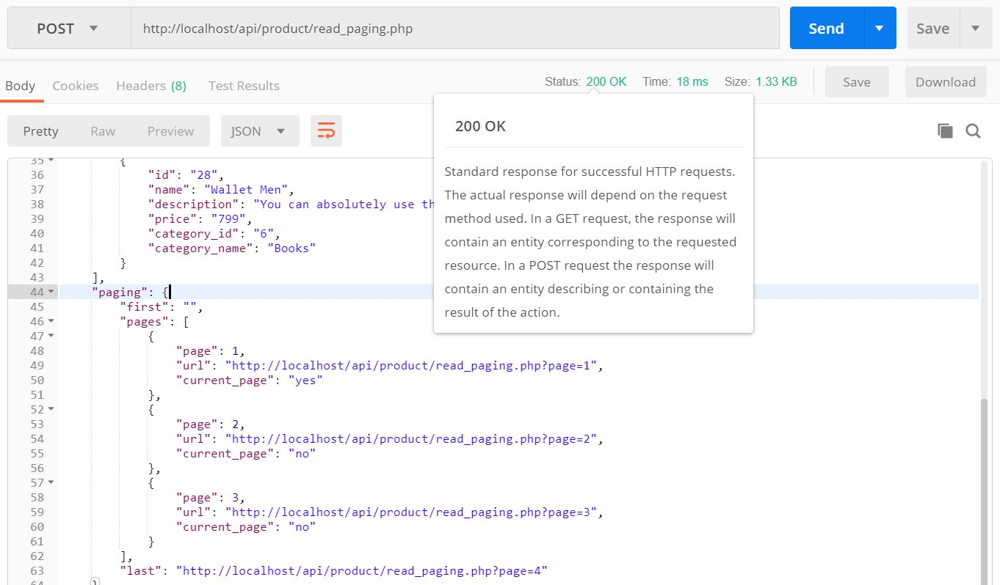 POST http://localhost/api/product/read_paging.php Send Save
Body Cookies Headers (8) Test Results Status: 200 OK Time: 18 ms Size: 1.33 KB Save Download
Pretty Raw Preview JSON
200 OK
Standard response for successful HTTP requests.
The actual response will depend on the request
method used. In a GET request, the response will
contain an entity corresponding to the requested
resource. In a POST request the response will
contain an entity describing or containing the
result of the action.
35 {
36 "id": "28",
37 "name": "Wallet Men",
38 "description": "You can absolutely use th
39 "price": "799",
40 "category_id": "6",
41 "category_name": "Books"
42 }
43 ],
44 "paging": {
45 "first": "",
46 "pages": [
47 {
48 "page": 1,
49 "url": "http://localhost/api/product/read_paging.php?page=1",
50 "current_page": "yes"
51 },
52 {
53 "page": 2,
54 "url": "http://localhost/api/product/read_paging.php?page=2",
55 "current_page": "no"
56 },
57 {
58 "page": 3,
59 "url": "http://localhost/api/product/read_paging.php?page=3",
60 "current_page": "no"
61 }
62 ],
63 "last": "http://localhost/api/product/read_paging.php?page=4"
64 }